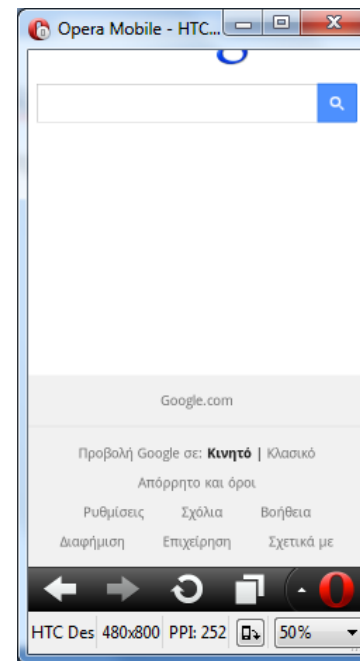 Opera Mobile - HTC...
Google.com
Προβολή Google σε: Κινητό | Κλασικό
Απόρρητο και όροι
Ρυθμίσεις Σχόλια Βοήθεια
Διαφήμιση Επιχείρηση Σχετικά με
HTC Des 480x800 PPI: 252 50%